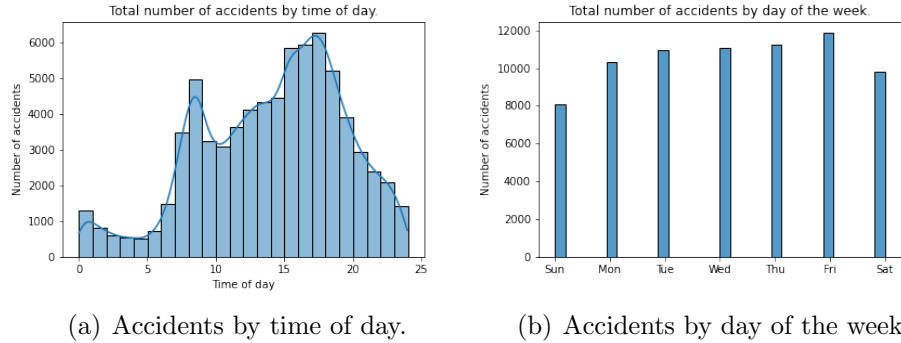 Total number of accidents by time of day.
Number of accidents
6000
5000
4000
3000
2000
1000
0
0 5 10 15 20 25
Time of day
(a) Accidents by time of day.
Total number of accidents by day of the week.
Number of accidents
12000
10000
8000
6000
4000
2000
0
Sun Mon Tue Wed Thu Fri Sat
(b) Accidents by day of the week